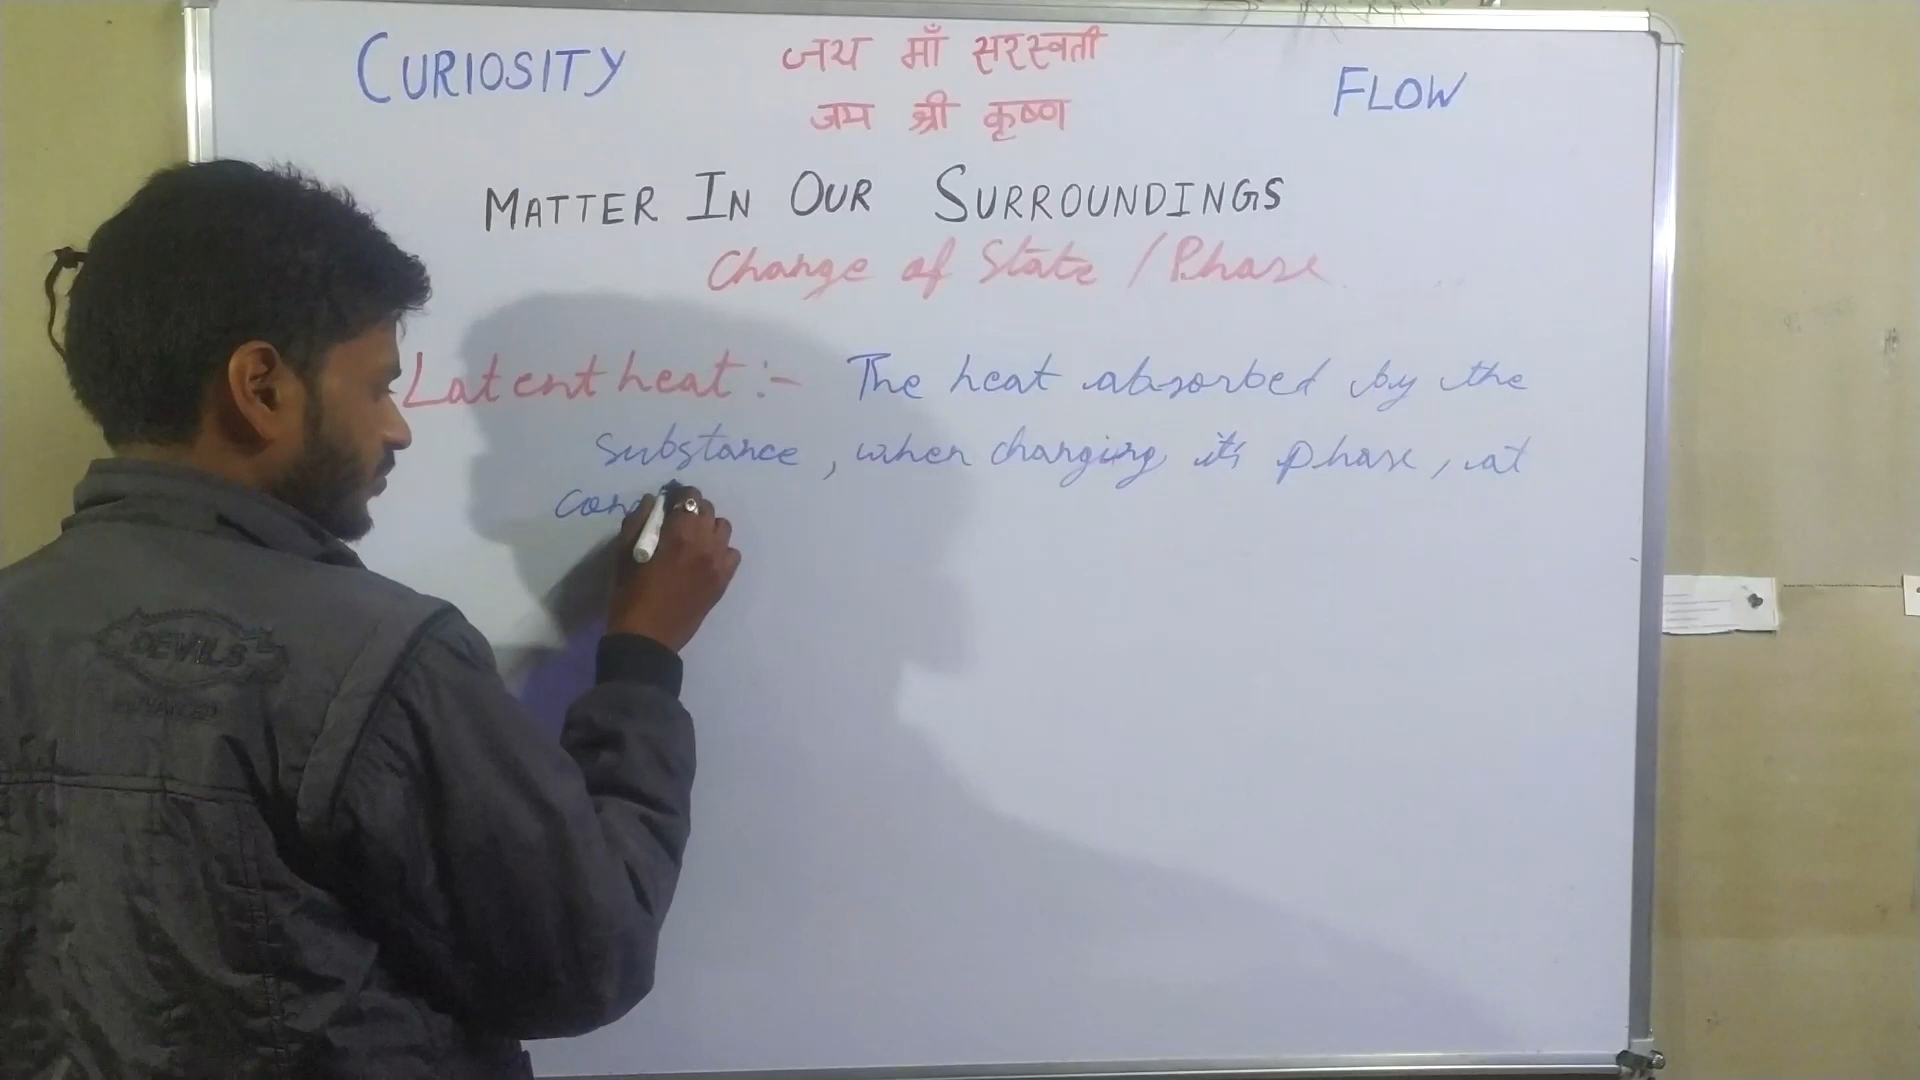 CURIOSITY
जय माँ सरस्वती
जय श्री कृष्ण
FLOW
MATTER IN OUR SURROUNDINGS
Change of State / Phase
Latent heat :- The heat absorbed by the
substance, when changing its phase, at
DEVILS